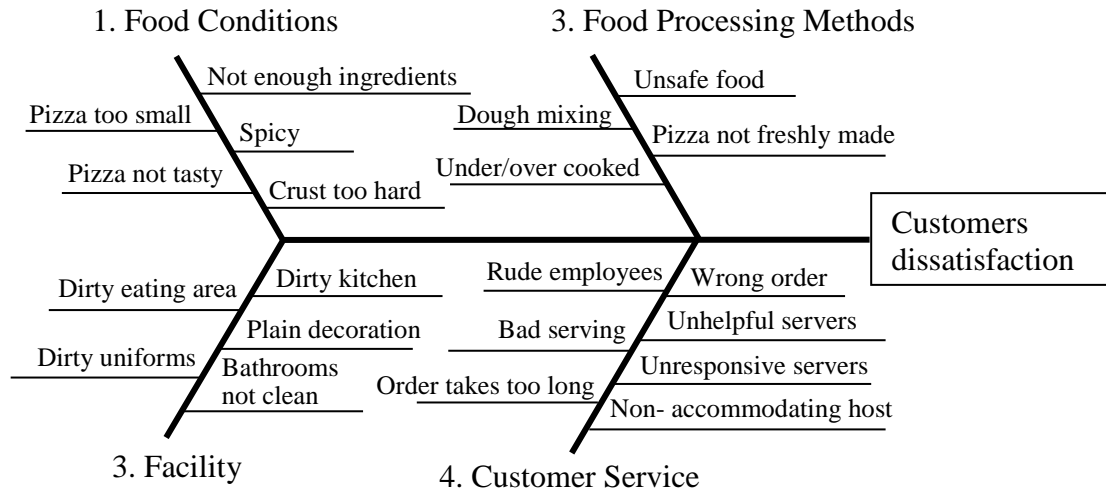 1. Food Conditions
3. Food Processing Methods
Not enough ingredients
Pizza too small
Spicy
Pizza not tasty
Crust too hard
Unsafe food
Dough mixing
Pizza not freshly made
Under/over cooked
Customers
dissatisfaction
Dirty kitchen
Dirty eating area
Plain decoration
Dirty uniforms
Bathrooms
not clean
Rude employees
Wrong order
Bad serving
Unhelpful servers
Unresponsive servers
Order takes too long
Non- accommodating host
3. Facility
4. Customer Service